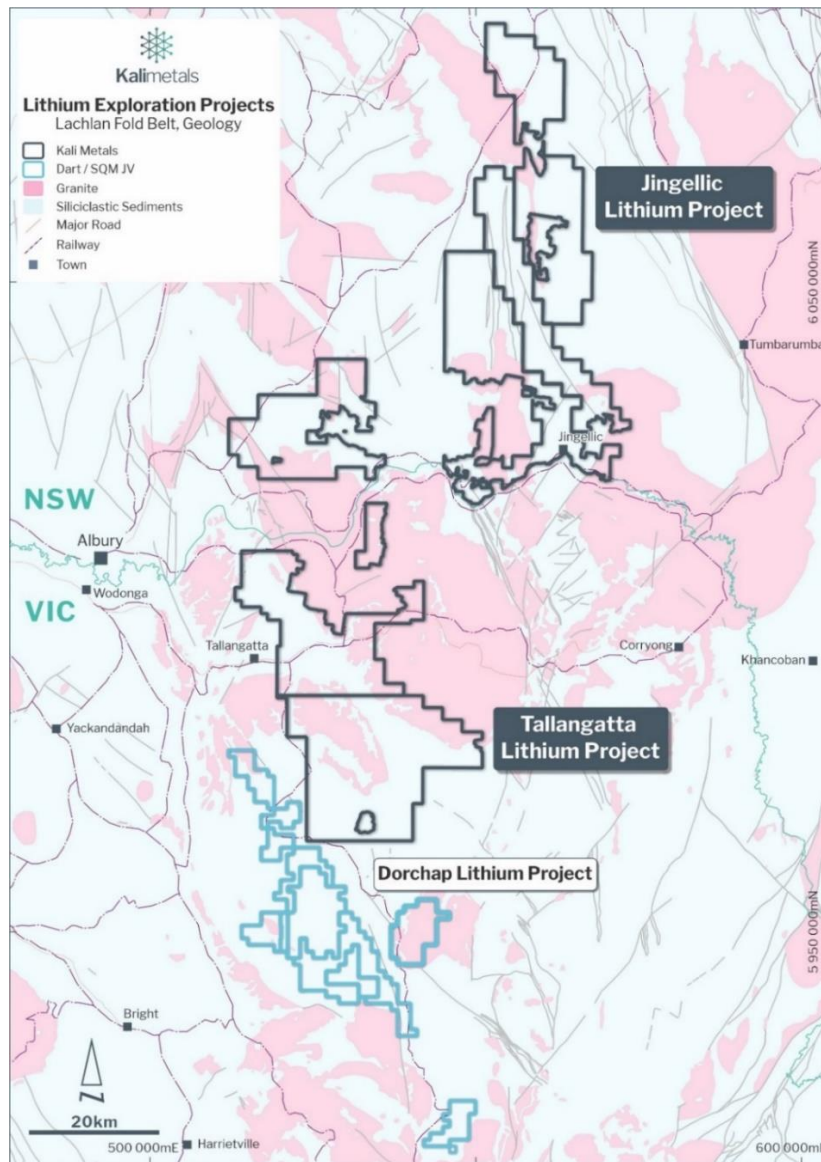 Kalimetals
Lithium Exploration Projects
Lachlan Fold Belt, Geology
Kali Metals
Dart / SQM JV
Granite
Siliciclastic Sediments
Major Road
Railway
Town
Jingellic
Lithium Project
6 050 000mN
Tumbarumba
Jingellic
NSW
Albury
VIC
Wodonga
Tallangatta
Corryong
Khancoban
Yackandandah
Tallangatta
Lithium Project
Dorchap Lithium Project
5 950 000mN
Bright
N
20km
500 000mE
Harrietville
600 000mE